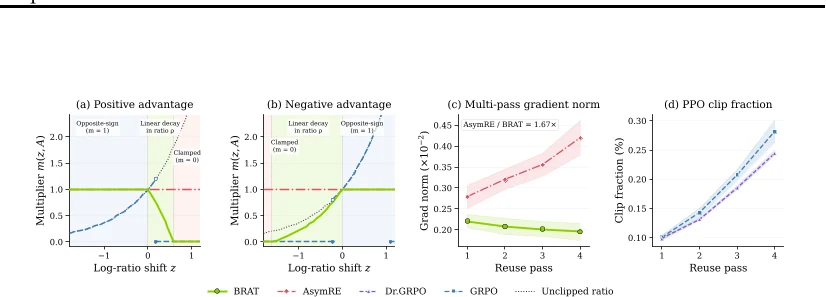 (a) Positive advantage
Opposite-sign
(m = 1)
Linear decay
in ratio ρ
Clamped
(m = 0)
2.0
1.5
1.0
0.5
0.0
−1
0
1
Multiplier m(z, A)
Log-ratio shift z
(b) Negative advantage
Linear decay
in ratio ρ
Opposite-sign
(m = 1)
Clamped
(m = 0)
2.0
1.5
1.0
0.5
0.0
−1
0
1
Multiplier m(z, A)
Log-ratio shift z
(c) Multi-pass gradient norm
AsymRE / BRAT = 1.67×
0.45
0.40
0.35
0.30
0.25
0.20
1
2
3
4
Grad norm (×10⁻²)
Reuse pass
(d) PPO clip fraction
0.30
0.25
0.20
0.15
0.10
1
2
3
4
Clip fraction (%)
Reuse pass
BRAT
AsymRE
Dr.GRPO
GRPO
Unclipped ratio